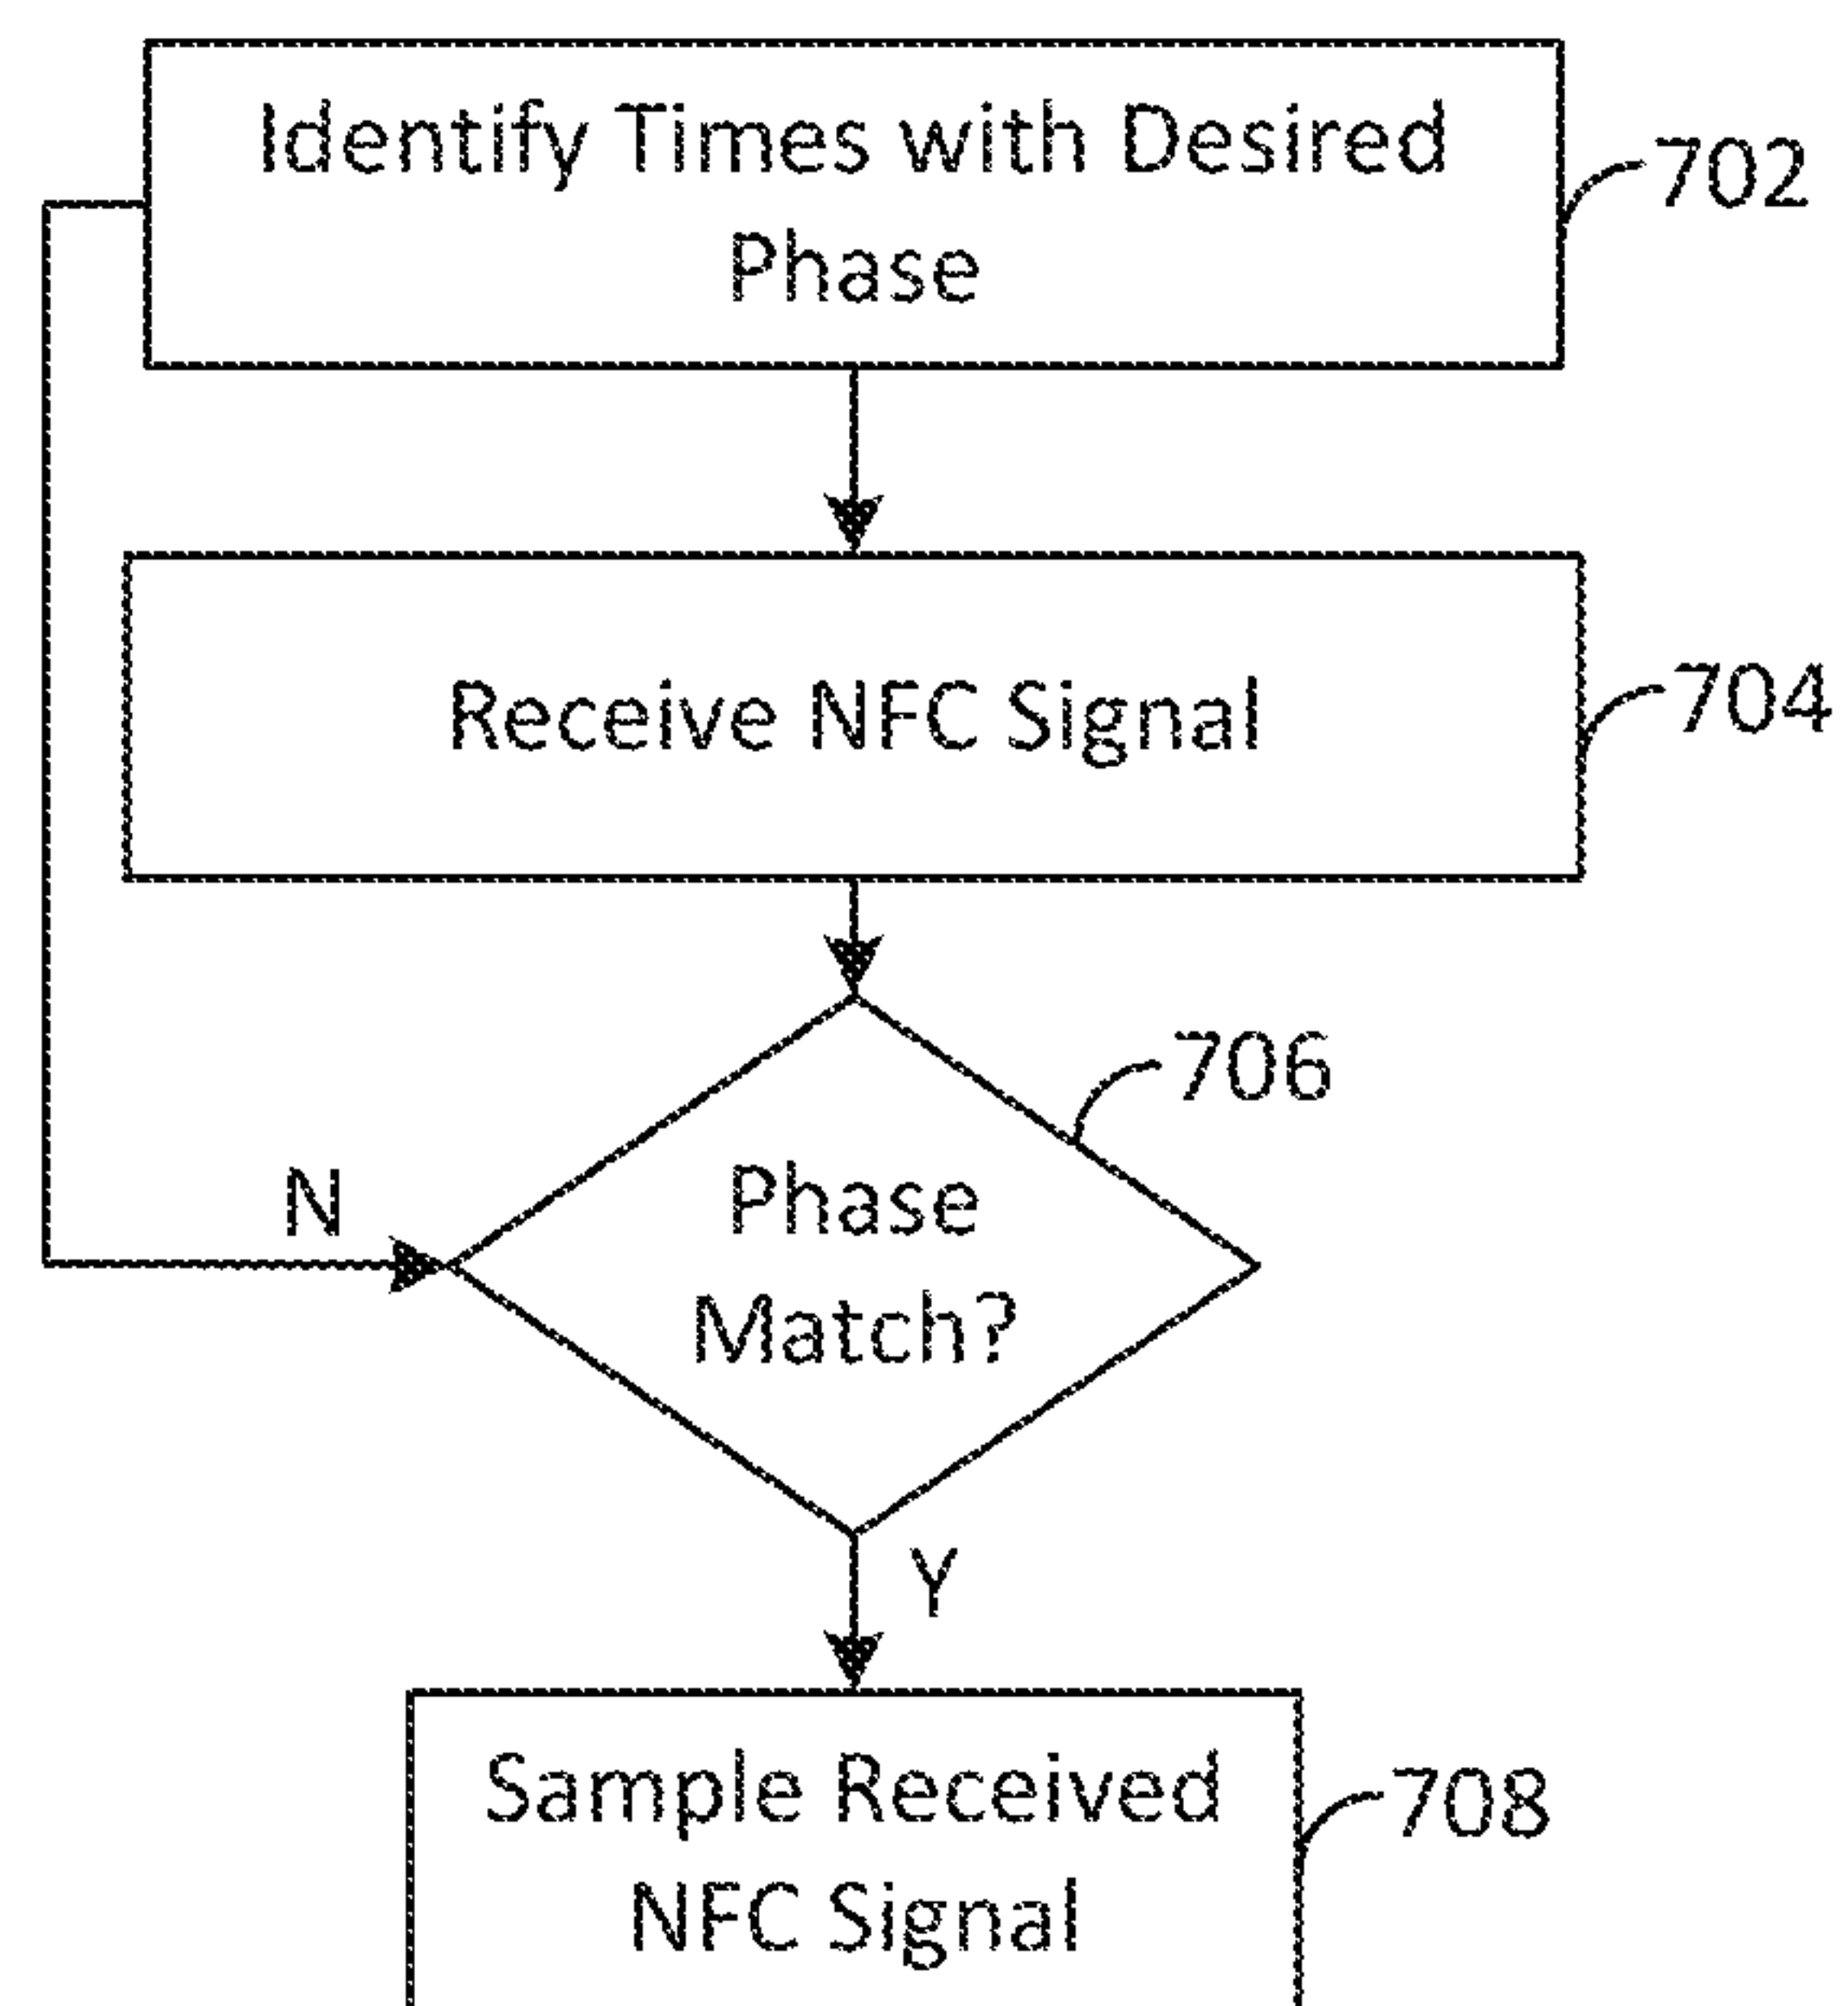 Identify Times with Desired
Phase
702
Receive NFC Signal
704
706
Phase
Match?
N
Y
Sample Received
NFC Signal
708